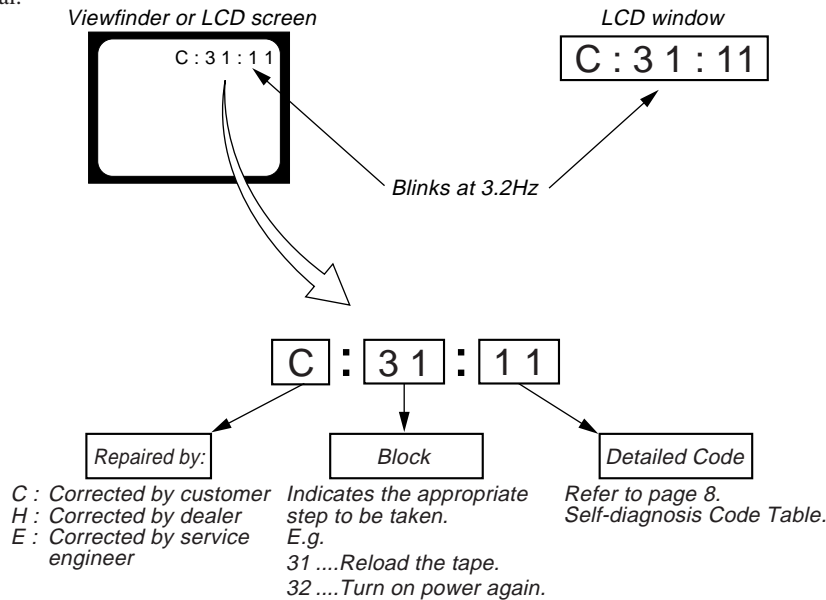 al.
Viewfinder or LCD screen
LCD window
C : 3 1 : 1 1
C : 3 1 : 11
Blinks at 3.2Hz
C : 3 1 : 1 1
Repaired by:
Block
Detailed Code
C : Corrected by customer
H : Corrected by dealer
E : Corrected by service
engineer
Indicates the appropriate
step to be taken.
E.g.
31 ....Reload the tape.
32 ....Turn on power again.
Refer to page 8.
Self-diagnosis Code Table.